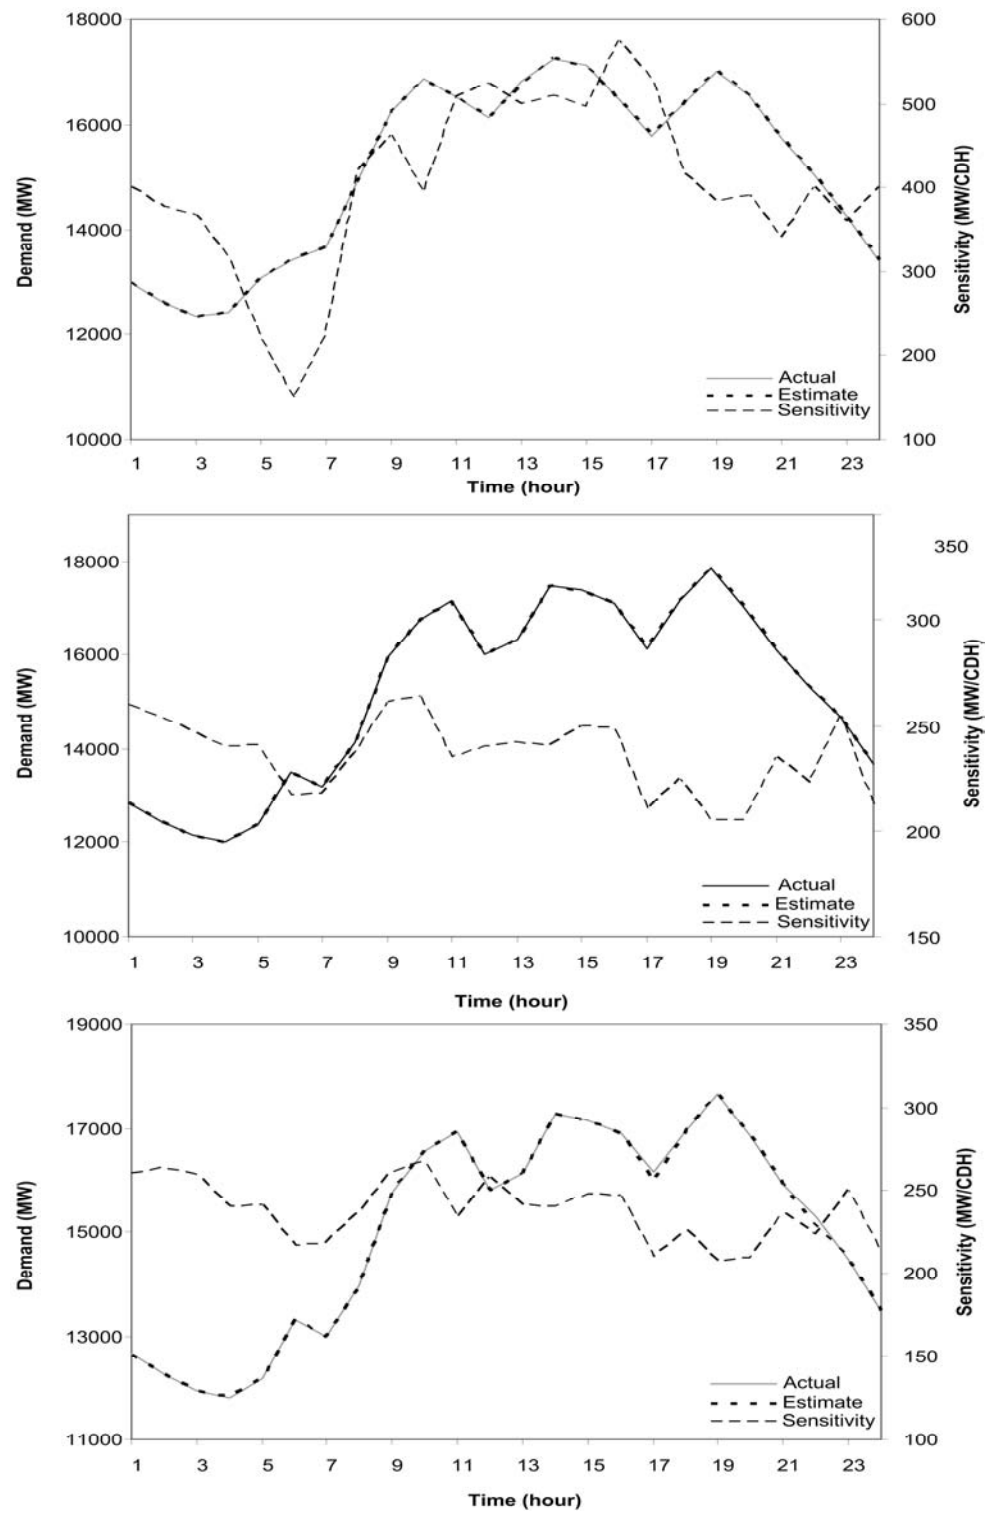 18000 600
16000 500
14000 400
300
12000 200
10000 100
Demand (MW)
Sensitivity (MW/CDH)
Actual
Estimate
Sensitivity
1 3 5 7 9 11 13 15 17 19 21 23
Time (hour)
350
18000
300
16000
250
14000
200
12000
10000 150
Demand (MW)
Sensitivity (MW/CDH)
Actual
Estimate
Sensitivity
1 3 5 7 9 11 13 15 17 19 21 23
Time (hour)
19000 350
17000 300
250
15000
200
13000 150
11000 100
Demand (MW)
Sensitivity (MW/CDH)
Actual
Estimate
Sensitivity
1 3 5 7 9 11 13 15 17 19 21 23
Time (hour)